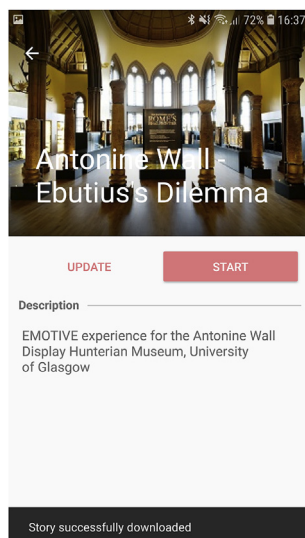 72% 16:37
ROME'S
Antonine Wall -
Ebutius's Dilemma
UPDATE
START
Description
EMOTIVE experience for the Antonine Wall
Display Hunterian Museum, University
of Glasgow
Story successfully downloaded